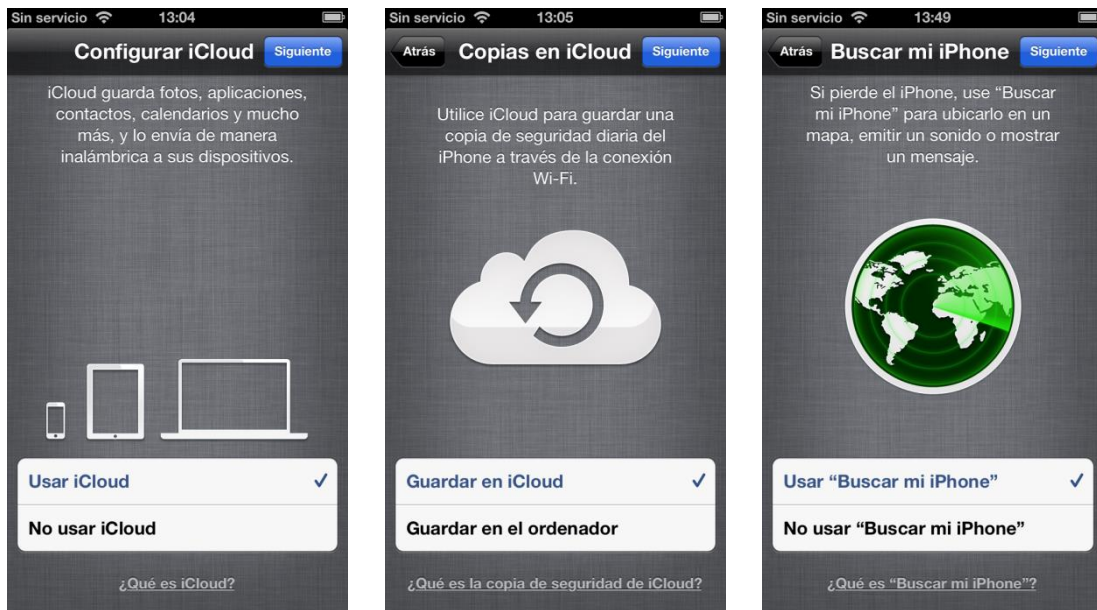 Sin servicio 13:04
Configurar iCloud Siguiente
iCloud guarda fotos, aplicaciones,
contactos, calendarios y mucho
más, y lo envía de manera
inalámbrica a sus dispositivos.
Usar iCloud
No usar iCloud
¿Qué es iCloud?
Sin servicio 13:05
Atrás Copias en iCloud Siguiente
Utilice iCloud para guardar una
copia de seguridad diaria del
iPhone a través de la conexión
Wi-Fi.
Guardar en iCloud
Guardar en el ordenador
¿Qué es la copia de seguridad de iCloud?
Sin servicio 13:49
Atrás Buscar mi iPhone Siguiente
Si pierde el iPhone, use “Buscar
mi iPhone” para ubicarlo en un
mapa, emitir un sonido o mostrar
un mensaje.
Usar “Buscar mi iPhone”
No usar “Buscar mi iPhone”
¿Qué es “Buscar mi iPhone”?